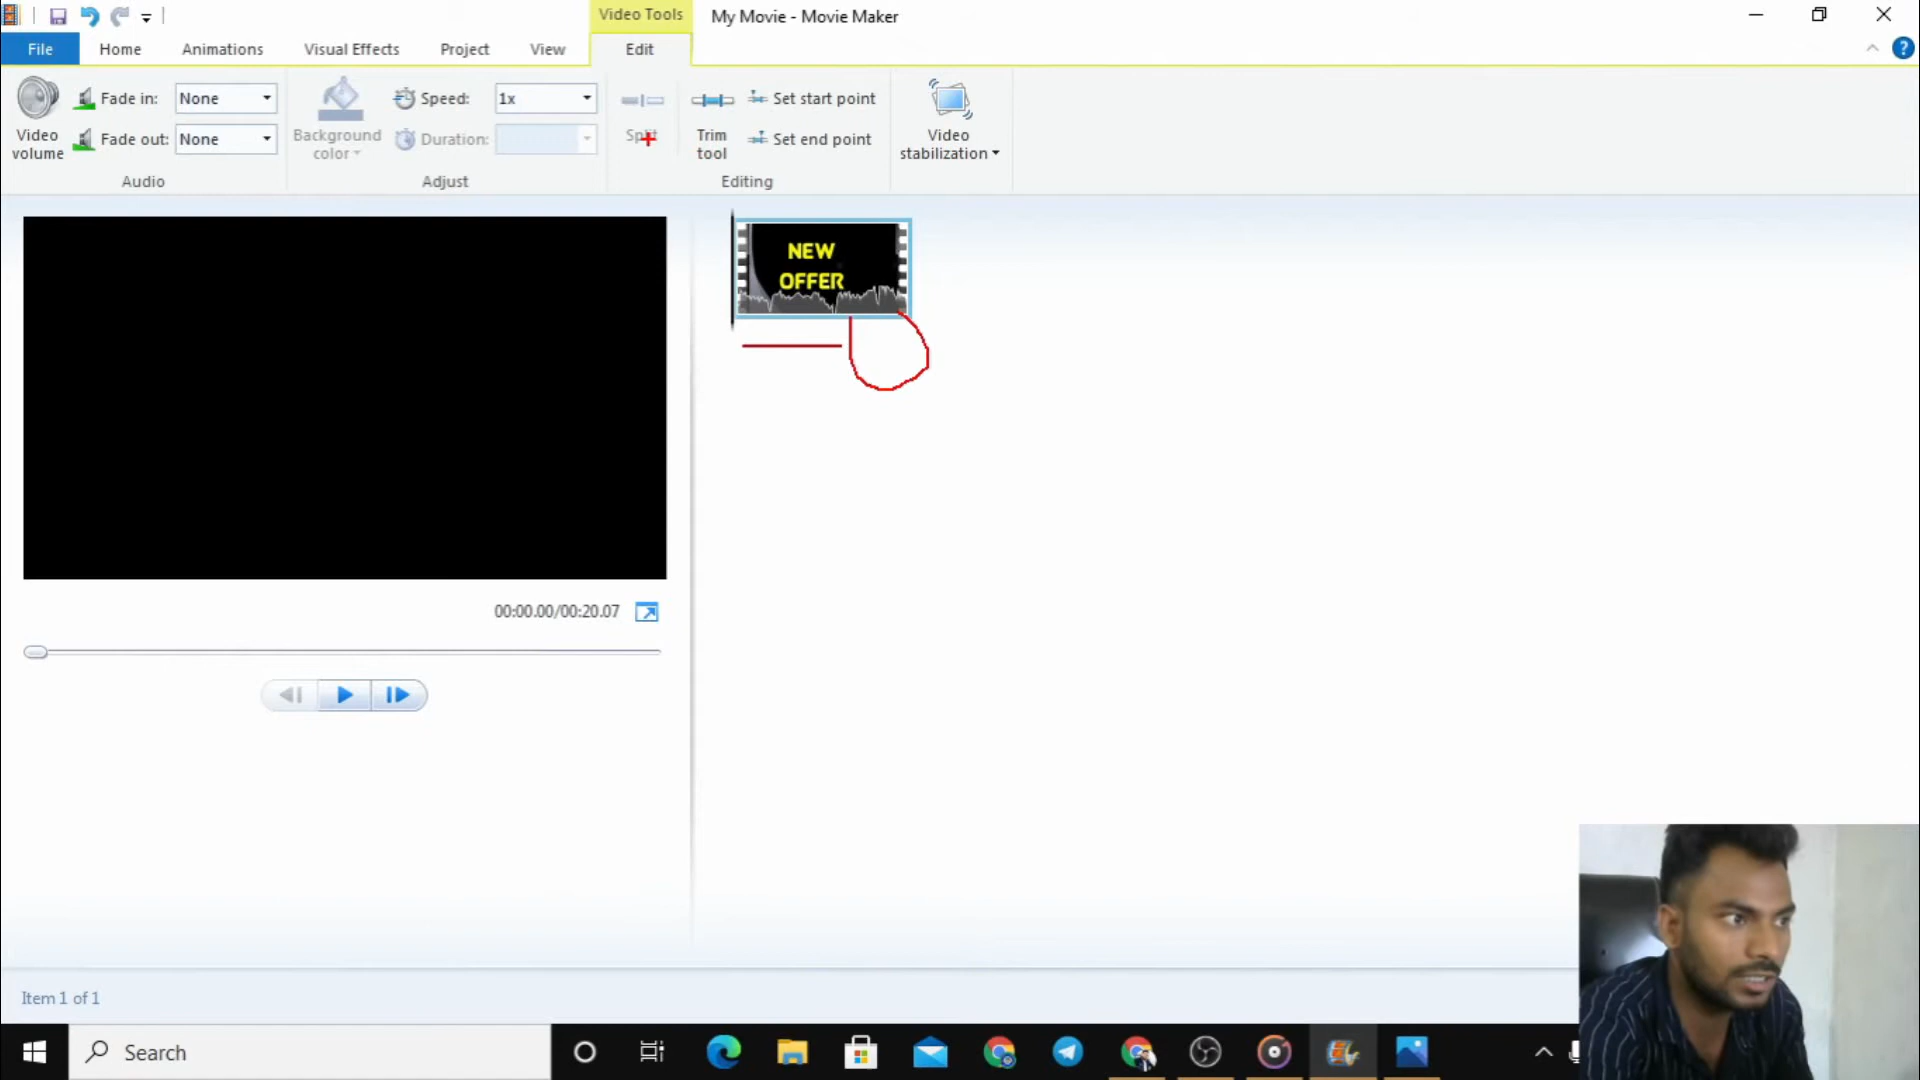 Video Tools
My Movie - Movie Maker
File
Home
Animations
Visual Effects
Project
View
Edit
Video volume
Fade in:
None
Fade out:
None
Audio
Background color
Speed:
1x
Duration:
Adjust
Split
Trim tool
Set start point
Set end point
Editing
Video stabilization
NEW
OFFER
00:00.00/00:20.07
Item 1 of 1
Search